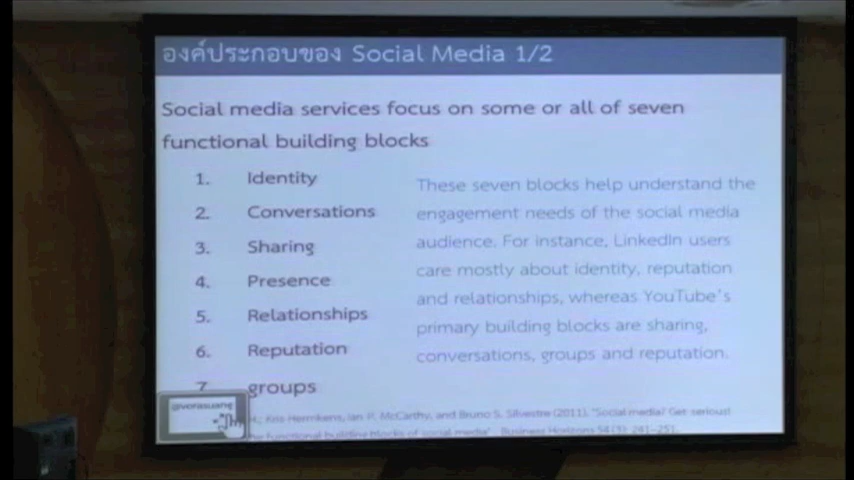 องค์ประกอบของ Social Media 1/2
Social media services focus on some or all of seven
functional building blocks
1. Identity
2. Conversations
3. Sharing
4. Presence
5. Relationships
6. Reputation
7. groups
These seven blocks help understand the
engagement needs of the social media
audience. For instance, LinkedIn users
care mostly about identity, reputation
and relationships, whereas YouTube's
primary building blocks are sharing,
conversations, groups and reputation.
@vorasuang
Kris Hermkens, Ian P. McCarthy, and Bruno S. Silvestre (2011). "Social media? Get serious!
functional building blocks of social media". Business Horizons 54 (3): 241–251.